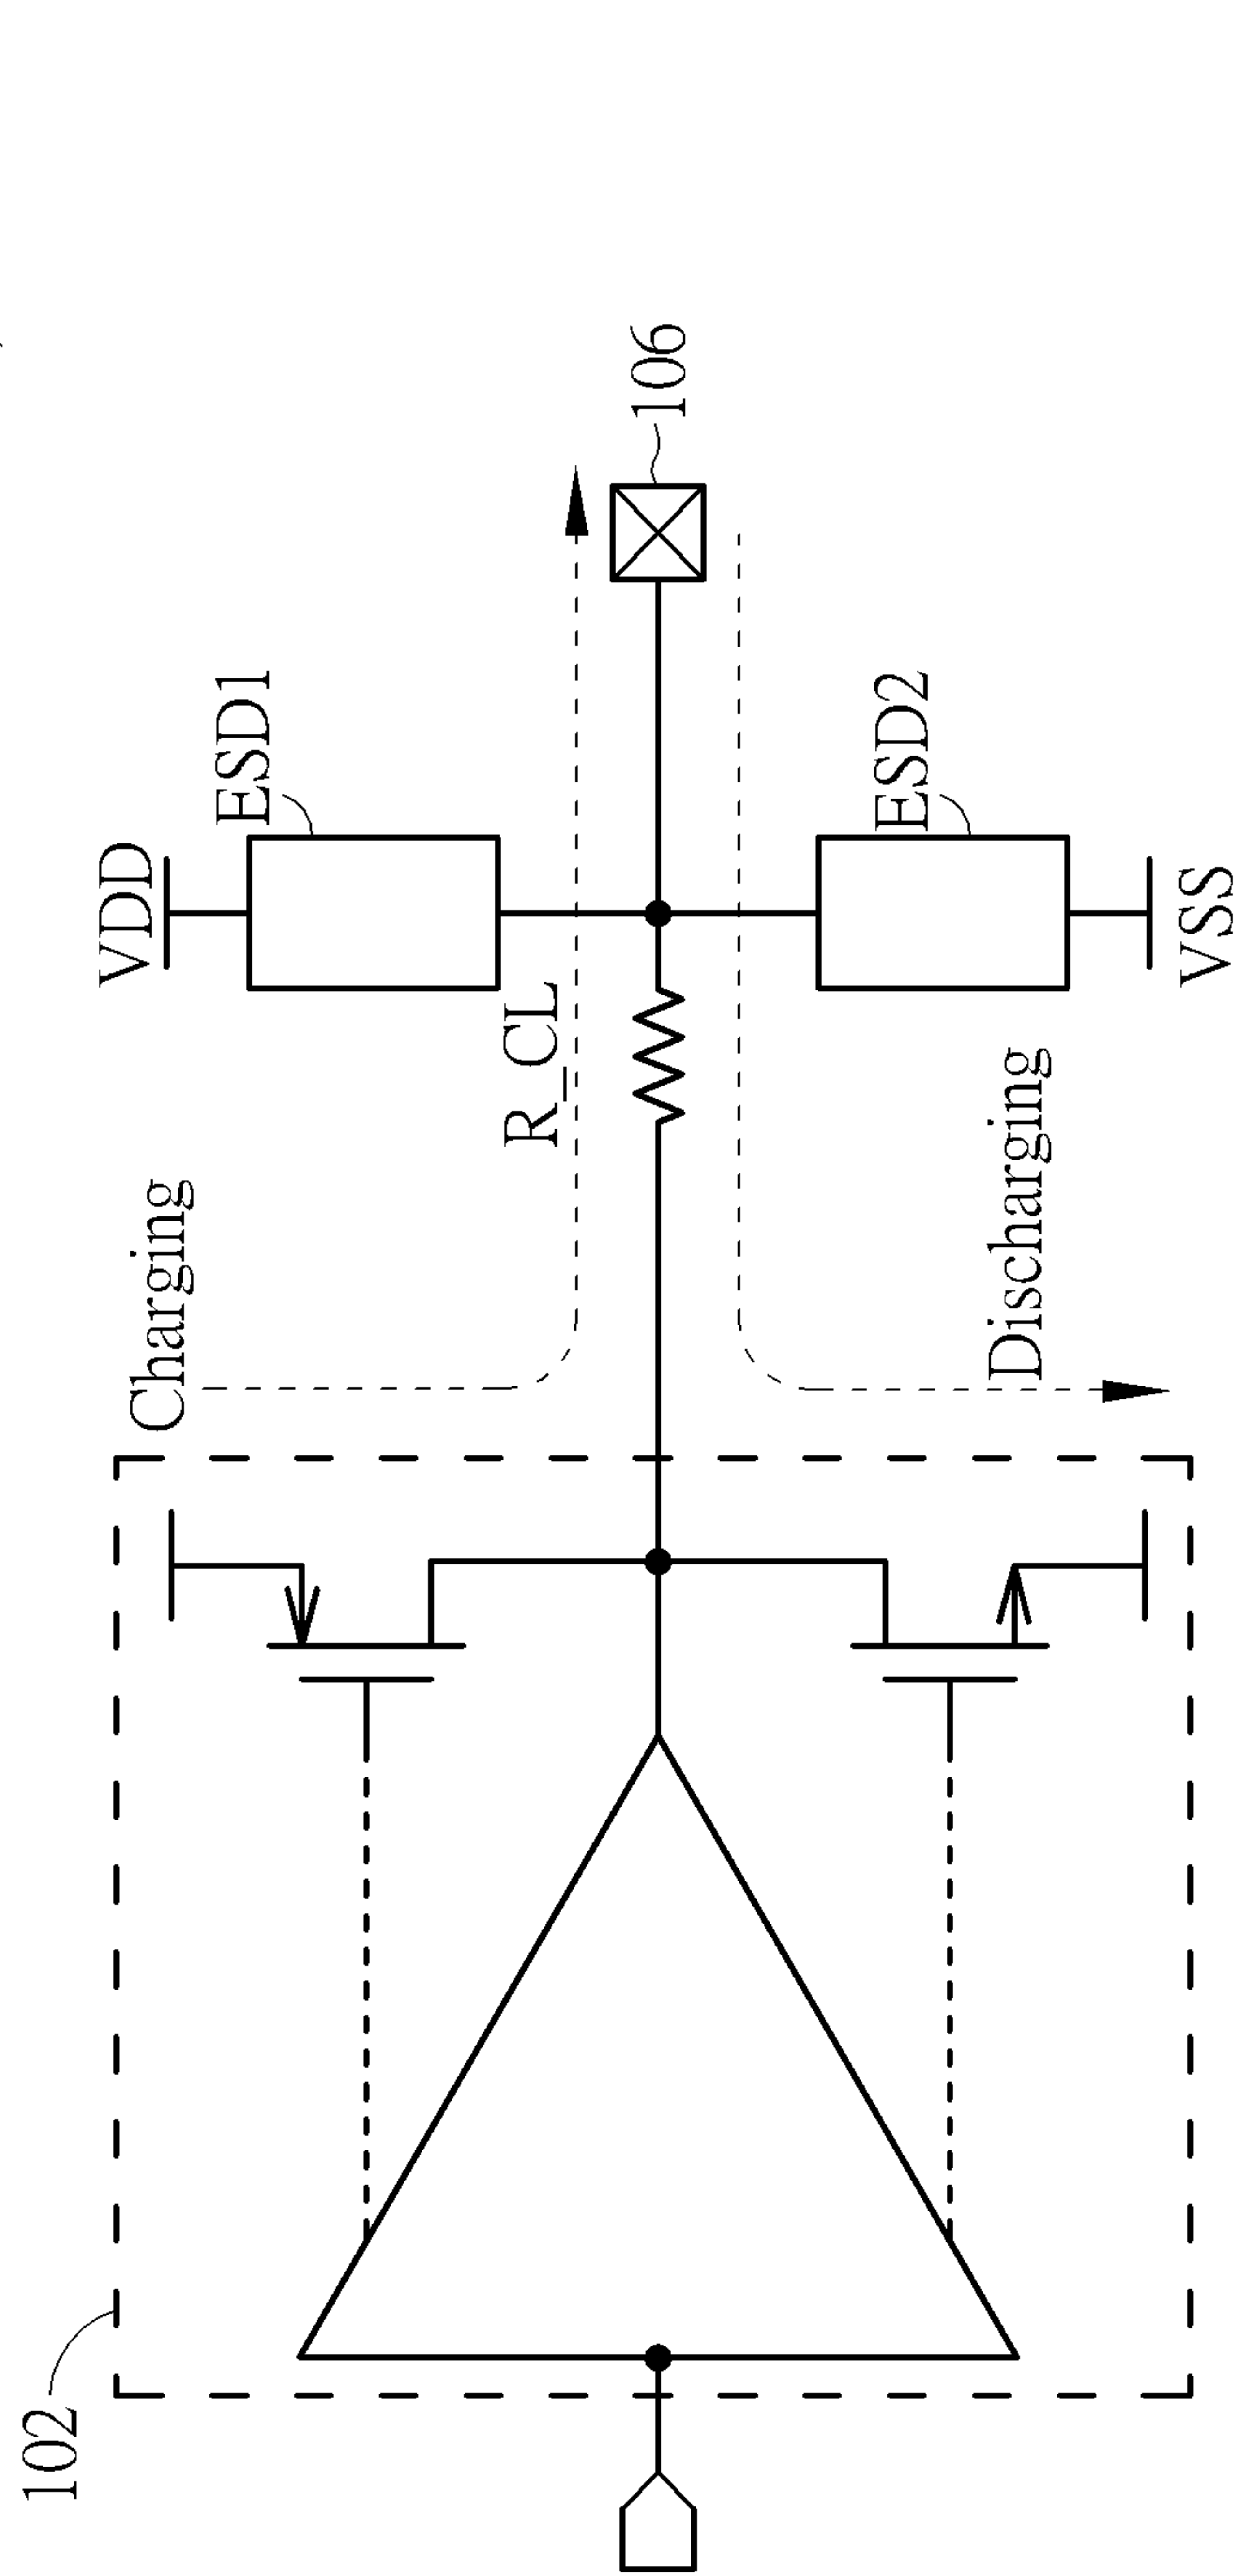 102
Charging
VDD
ESD1
R_CL
106
ESD2
Discharging
VSS